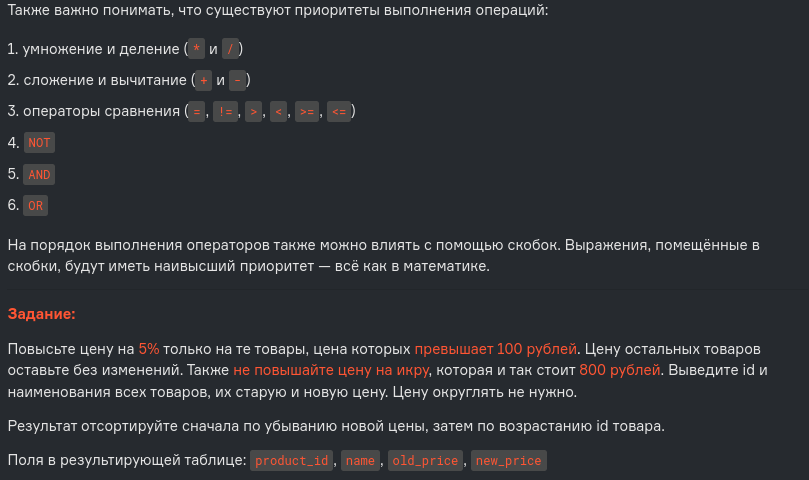 Также важно понимать, что существуют приоритеты выполнения операций:
1. умножение и деление (* и /)
2. сложение и вычитание (+ и -)
3. операторы сравнения (=, !=, >, <, >=, <=)
4. NOT
5. AND
6. OR
На порядок выполнения операторов также можно влиять с помощью скобок. Выражения, помещённые в
скобки, будут иметь наивысший приоритет — всё как в математике.
Задание:
Повысьте цену на 5% только на те товары, цена которых превышает 100 рублей. Цену остальных товаров
оставьте без изменений. Также не повышайте цену на икру, которая и так стоит 800 рублей. Выведите id и
наименования всех товаров, их старую и новую цену. Цену округлять не нужно.
Результат отсортируйте сначала по убыванию новой цены, затем по возрастанию id товара.
Поля в результирующей таблице: product_id, name, old_price, new_price